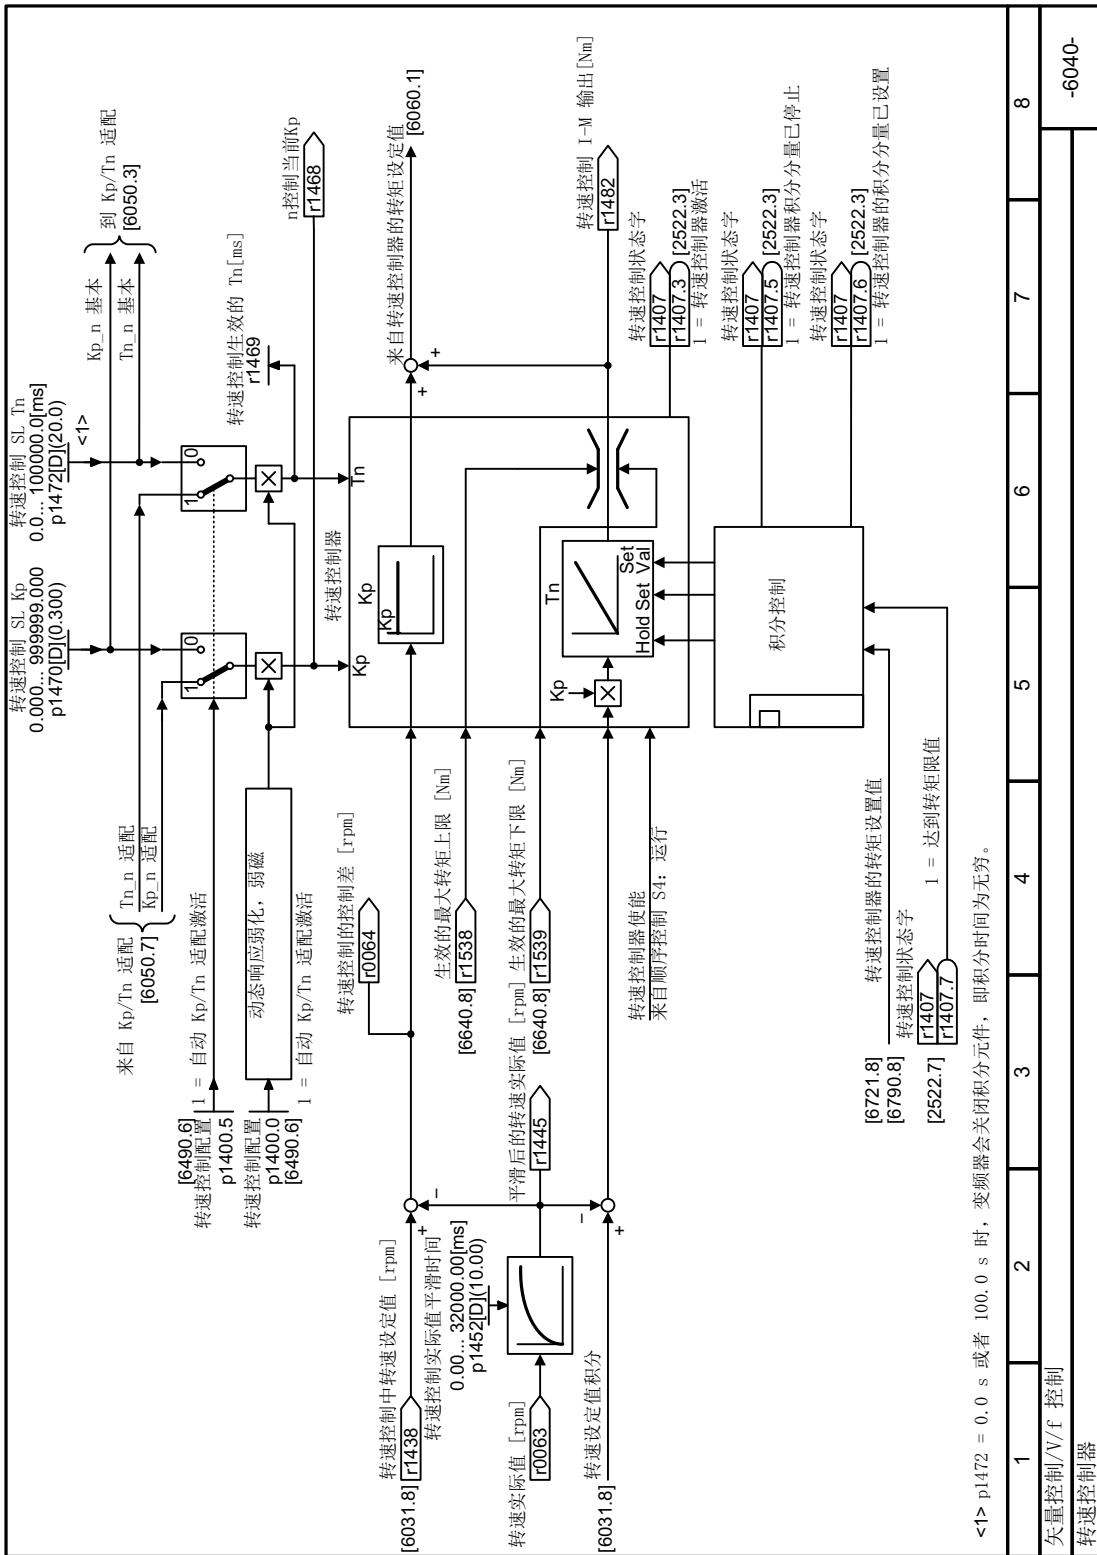 转速控制 SL Kp
0.000... 999999.000
p1470[D](0.300)
转速控制 SL Tn
0.0... 100000.0[ms]
p1472[D](20.0)
<1>
Kp_n 基本
Tn_n 基本
到 Kp/Tn 适配
[6050.3]
来自 Kp/Tn 适配
[6050.7]
Tn_n 适配
Kp_n 适配
1
0
1
0
[6490.6]
转速控制配置
p1400.5
1 = 自动 Kp/Tn 适配激活
转速控制配置
p1400.0
[6490.6]
动态响应弱化, 弱磁
1 = 自动 Kp/Tn 适配激活
转速控制生效的 Tn[ms]
r1469
n控制当前Kp
r1468
转速控制的控制差 [rpm]
r0064
转速控制器
Kp
Tn
Kp
Kp
来自转速控制器的转矩设定值
[6060.1]
+
+
转速控制中转速设定值 [rpm]
[6031.8]
r1438
+
−
转速控制实际值平滑时间
0.00... 32000.00[ms]
p1452[D](10.00)
生效的最大转矩上限 [Nm]
[6640.8]
r1538
平滑后的转速实际值 [rpm]
r1445
生效的最大转矩下限 [Nm]
[6640.8]
r1539
转速实际值 [rpm]
r0063
转速设定值积分
[6031.8]
−
+
Kp
Tn
Hold
Set
Set
Val
转速控制 I-M 输出[Nm]
r1482
转速控制器使能
来自顺序控制 S4: 运行
积分控制
转速控制状态字
r1407
r1407.3
[2522.3]
1 = 转速控制器激活
转速控制状态字
r1407
r1407.5
[2522.3]
1 = 转速控制器积分分量已停止
转速控制状态字
r1407
r1407.6
[2522.3]
1 = 转速控制器的积分分量已设置
[6721.8]
[6790.8]
转速控制器的转矩设置值
转速控制状态字
r1407
r1407.7
[2522.7]
1 = 达到转矩限值
<1> p1472 = 0.0 s 或者 100.0 s 时, 变频器会关闭积分元件, 即积分时间为无穷。
1
2
3
4
5
6
7
8
矢量控制/V/f 控制
转速控制器
-6040-